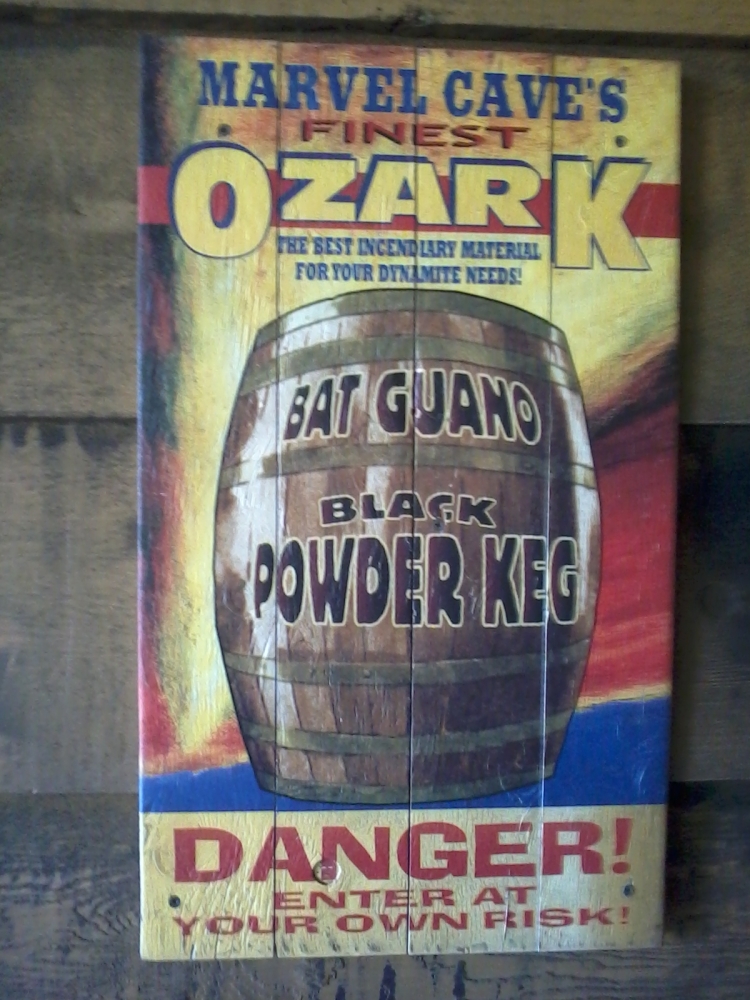 MARVEL CAVE'S
FINEST
OZARK
THE BEST INCENDIARY MATERIAL
FOR YOUR DYNAMITE NEEDS!
BAT GUANO
BLACK
POWDER KEG
DANGER!
ENTER AT
YOUR OWN RISK!